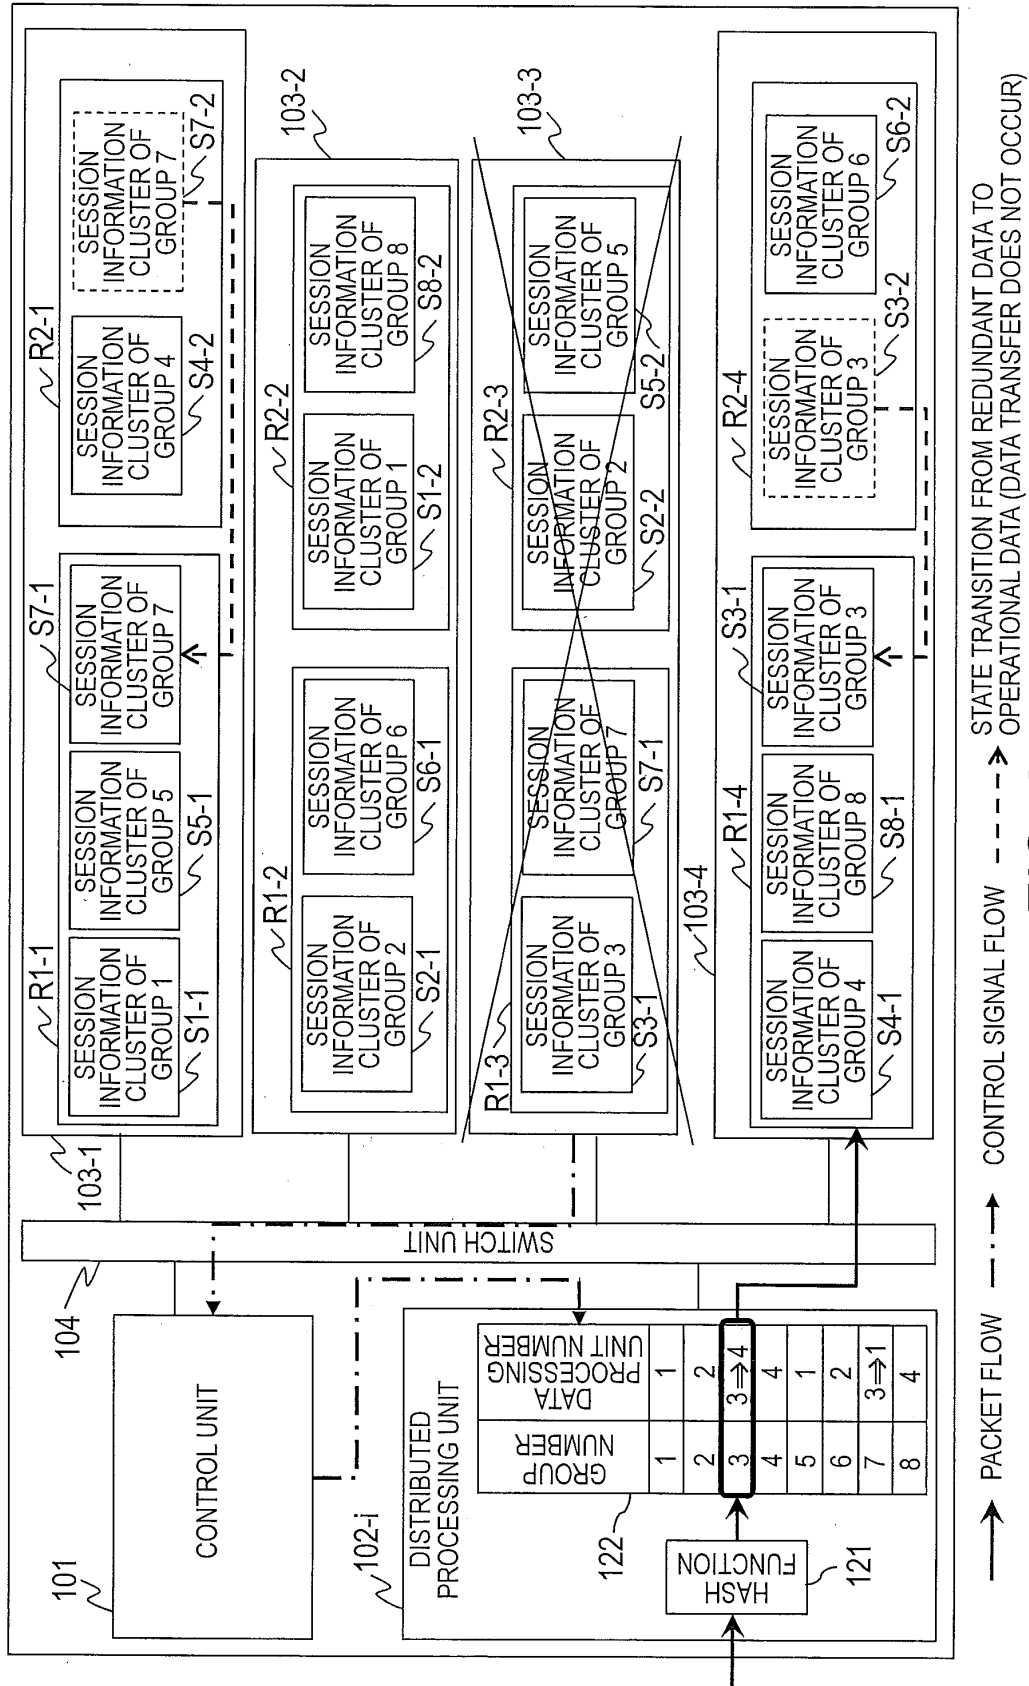 101
CONTROL UNIT
104
SWITCH UNIT
102-i
DISTRIBUTED
PROCESSING UNIT
122
HASH
FUNCTION
121
GROUP
NUMBER
DATA
PROCESSING
UNIT NUMBER
1 1
2 2
3 3⇒4
4 4
5 1
6 2
7 3⇒1
8 4
103-1
R1-1
SESSION
INFORMATION
CLUSTER OF
GROUP 1
S1-1
SESSION
INFORMATION
CLUSTER OF
GROUP 5
S5-1
S7-1
SESSION
INFORMATION
CLUSTER OF
GROUP 7
R2-1
SESSION
INFORMATION
CLUSTER OF
GROUP 4
S4-2
SESSION
INFORMATION
CLUSTER OF
GROUP 7
S7-2
103-2
R1-2
SESSION
INFORMATION
CLUSTER OF
GROUP 2
S2-1
SESSION
INFORMATION
CLUSTER OF
GROUP 6
S6-1
R2-2
SESSION
INFORMATION
CLUSTER OF
GROUP 1
S1-2
SESSION
INFORMATION
CLUSTER OF
GROUP 8
S8-2
103-3
R1-3
SESSION
INFORMATION
CLUSTER OF
GROUP 3
S3-1
SESSION
INFORMATION
CLUSTER OF
GROUP 7
S7-1
R2-3
SESSION
INFORMATION
CLUSTER OF
GROUP 2
S2-2
SESSION
INFORMATION
CLUSTER OF
GROUP 5
S5-2
103-4
R1-4
SESSION
INFORMATION
CLUSTER OF
GROUP 4
S4-1
SESSION
INFORMATION
CLUSTER OF
GROUP 8
S8-1
S3-1
SESSION
INFORMATION
CLUSTER OF
GROUP 3
R2-4
SESSION
INFORMATION
CLUSTER OF
GROUP 3
S3-2
SESSION
INFORMATION
CLUSTER OF
GROUP 6
S6-2
PACKET FLOW
CONTROL SIGNAL FLOW
STATE TRANSITION FROM REDUNDANT DATA TO
OPERATIONAL DATA (DATA TRANSFER DOES NOT OCCUR)